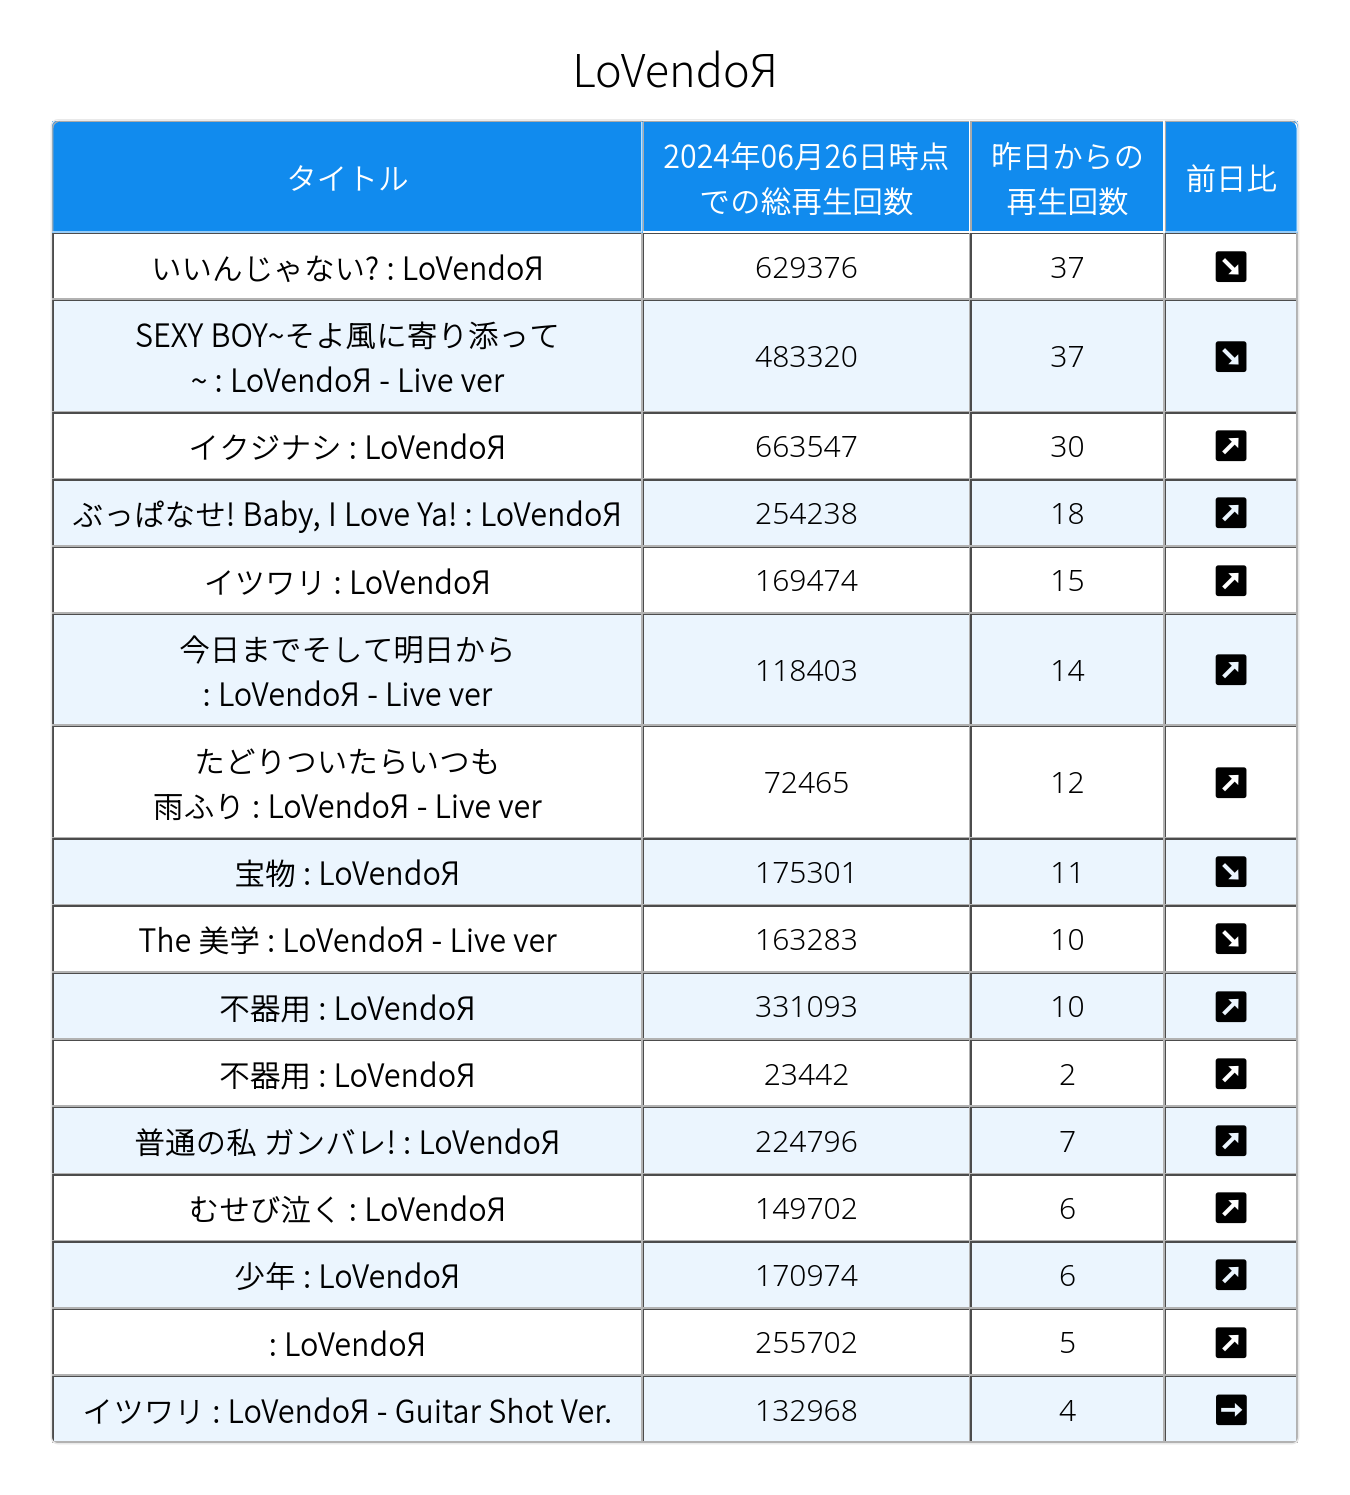 LoVendoЯ
タイトル
2024年06月26日時点
での総再生回数
昨日からの
再生回数
前日比
いいんじゃない? : LoVendoЯ
629376
37
↘
SEXY BOY~そよ風に寄り添って
~ : LoVendoЯ - Live ver
483320
37
↘
イクジナシ : LoVendoЯ
663547
30
↗
ぶっぱなせ! Baby, I Love Ya! : LoVendoЯ
254238
18
↗
イツワリ : LoVendoЯ
169474
15
↗
今日までそして明日から
: LoVendoЯ - Live ver
118403
14
↗
たどりついたらいつも
雨ふり : LoVendoЯ - Live ver
72465
12
↗
宝物 : LoVendoЯ
175301
11
↘
The 美学 : LoVendoЯ - Live ver
163283
10
↘
不器用 : LoVendoЯ
331093
10
↗
不器用 : LoVendoЯ
23442
2
↗
普通の私 ガンバレ! : LoVendoЯ
224796
7
↗
むせび泣く : LoVendoЯ
149702
6
↗
少年 : LoVendoЯ
170974
6
↗
: LoVendoЯ
255702
5
↗
イツワリ : LoVendoЯ - Guitar Shot Ver.
132968
4
→